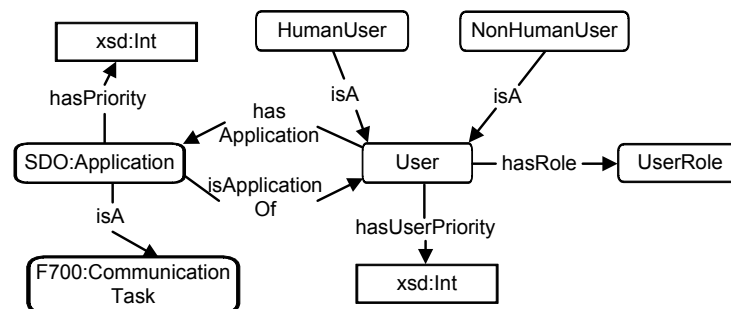 HumanUser
NonHumanUser
xsd:Int
isA
isA
hasPriority
has
Application
SDO:Application
User
hasRole
UserRole
isApplication
Of
isA
hasUserPriority
F700:Communication
Task
xsd:Int